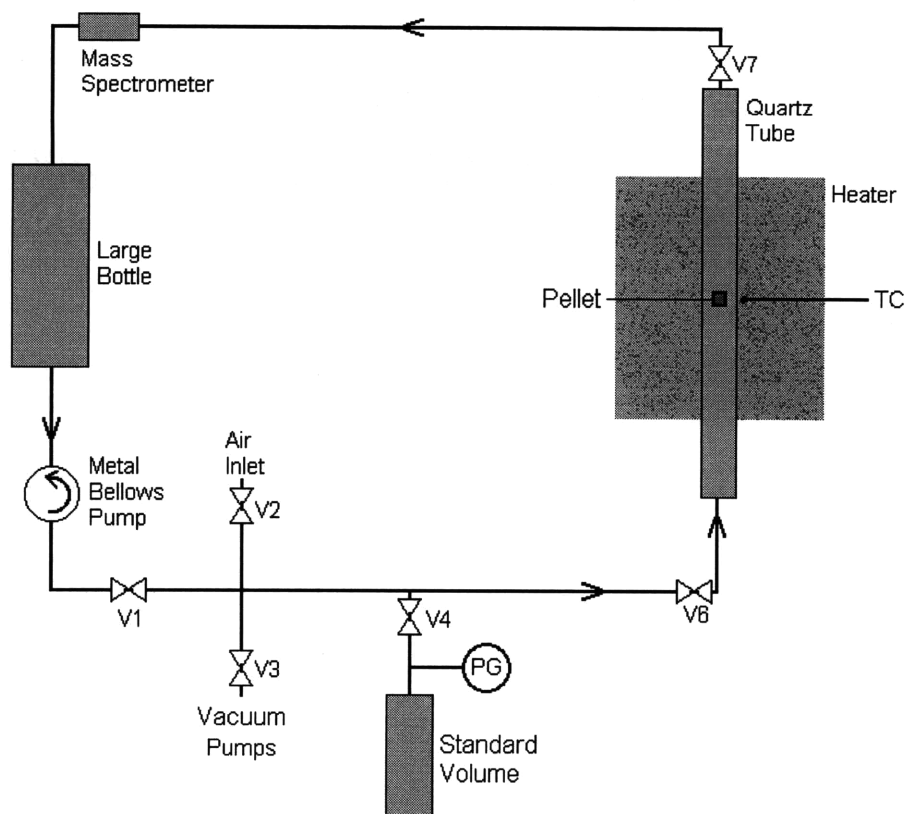 Mass
Spectrometer
V7
Quartz
Tube
Heater
Large
Bottle
Pellet
TC
Air
Inlet
Metal
Bellows
Pump
V2
V1
V4
V6
V3
PG
Vacuum
Pumps
Standard
Volume